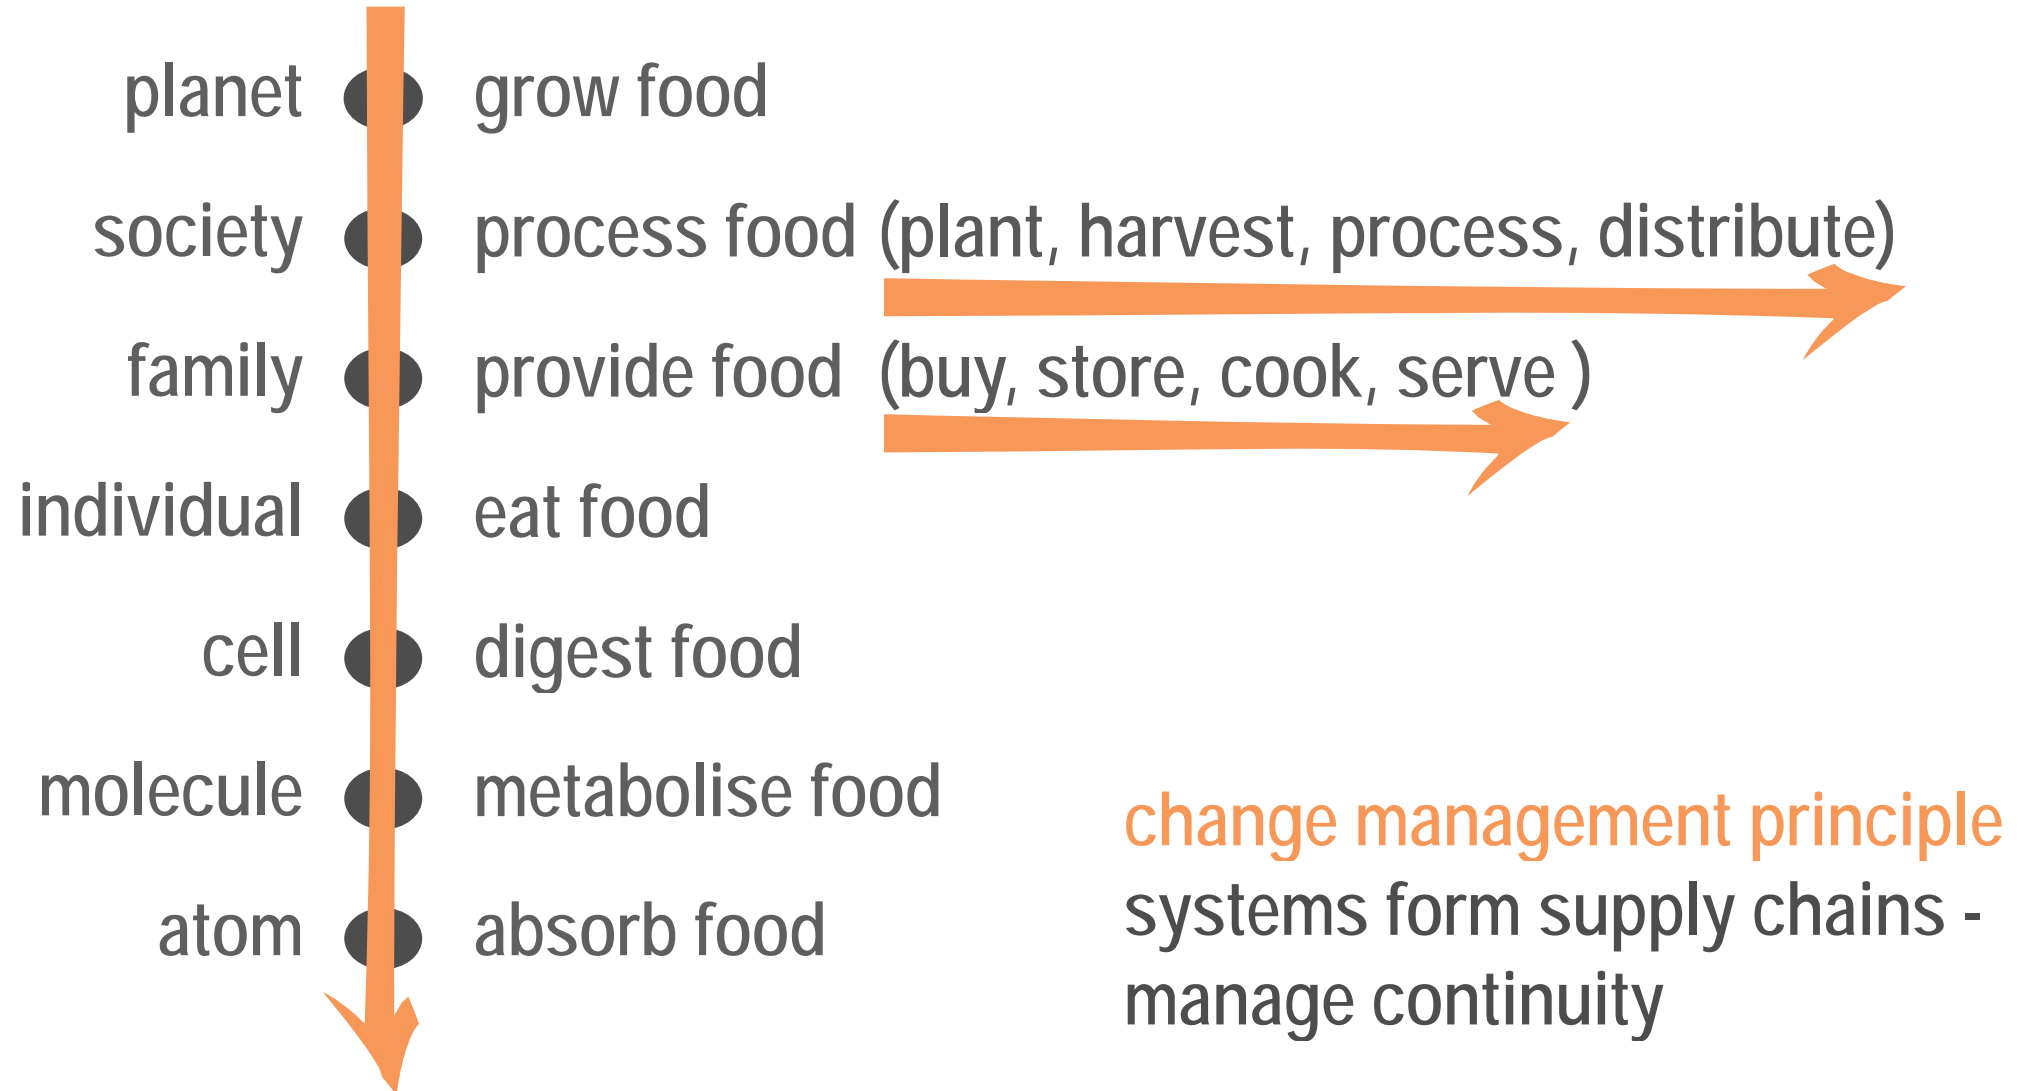 planet grow food
society process food (plant, harvest, process, distribute)
family provide food (buy, store, cook, serve )
individual eat food
cell digest food
molecule metabolise food
atom absorb food
change management principle
systems form supply chains -
manage continuity